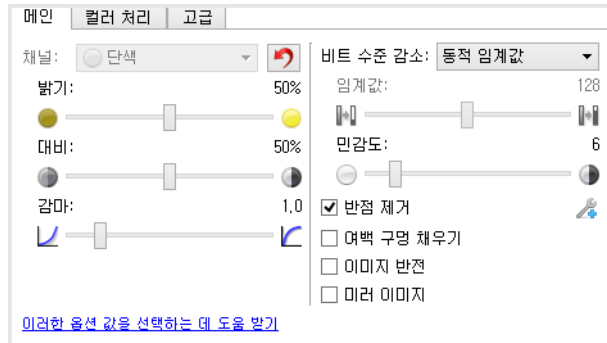 메인 컬러 처리 고급
채널: 단색
밝기: 50%
대비: 50%
감마: 1,0
이러한 옵션 값을 선택하는 데 도움 받기
비트 수준 감소: 동적 임계값
임계값: 128
민감도: 6
반점 제거
여백 구멍 채우기
이미지 반전
미러 이미지